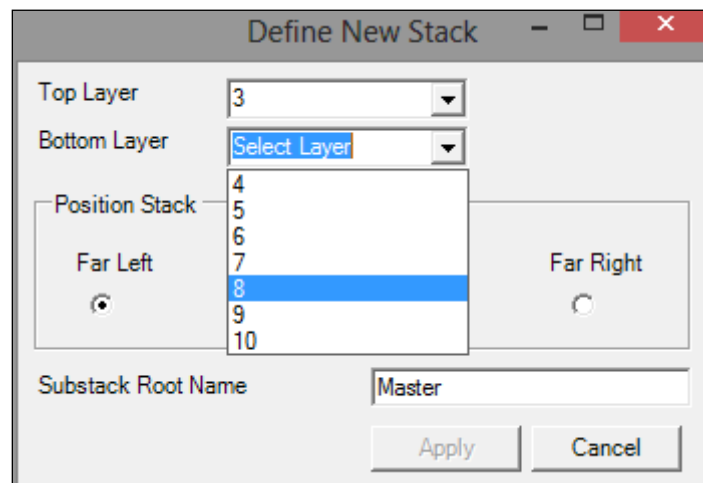 Define New Stack
Top Layer 3
Bottom Layer Select Layer
4
5
Position Stack
6
Far Left 7 Far Right
8
9
10
Substack Root Name Master
Apply Cancel